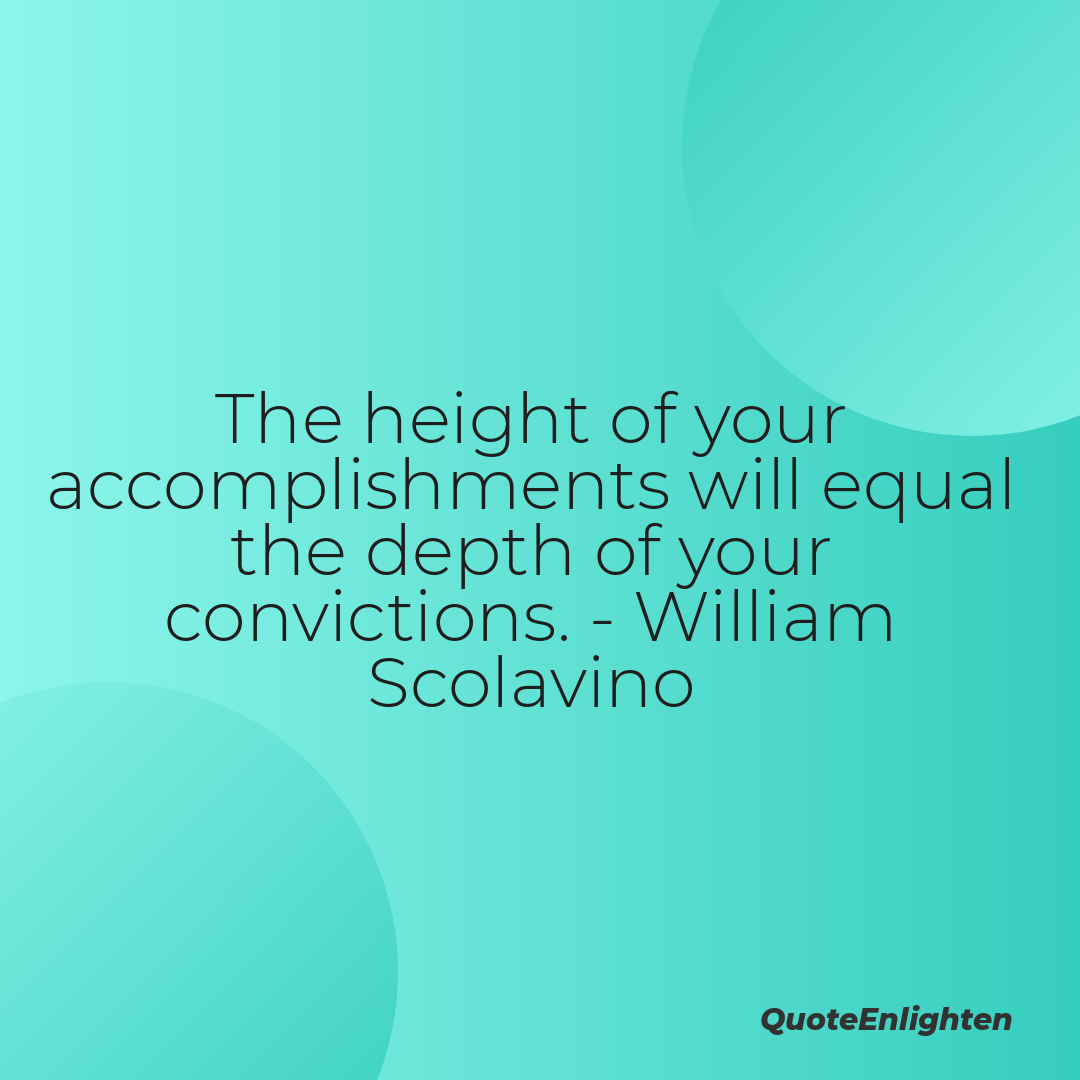 The height of your
accomplishments will equal
the depth of your
convictions. - William
Scolavino
QuoteEnlighten